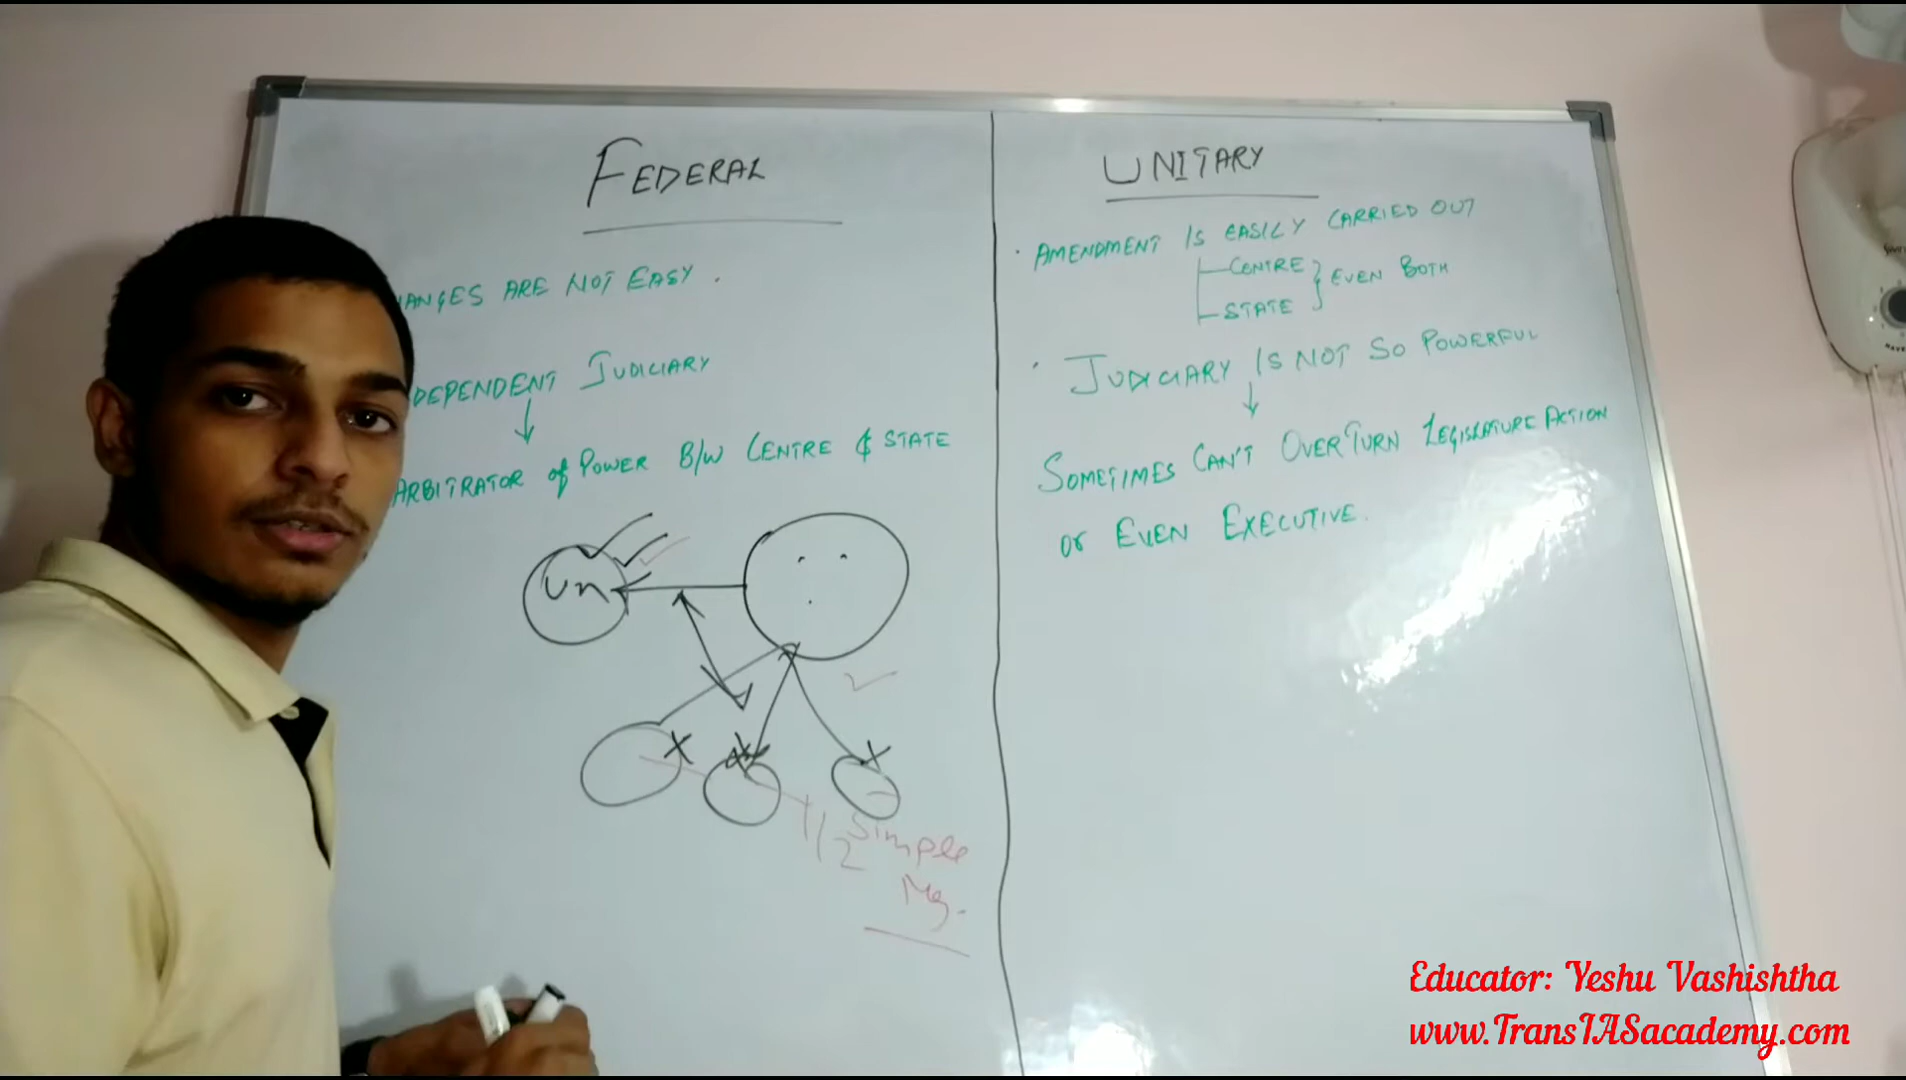 FEDERAL
HANGES ARE NOT EASY.
DEPENDENT JUDICIARY
ARBITRATOR of POWER B/W CENTRE & STATE
Un
1/2 Simple
UNITARY
· AMENDMENT IS EASILY CARRIED OUT
CENTRE } EVEN BOTH
STATE
· JUDICIARY IS NOT SO POWERFUL
SOMETIMES CAN'T OVERTURN LEGISLATURE ACTION
or EVEN EXECUTIVE.
Educator: Yeshu Vashishtha
www.TransIASacademy.com